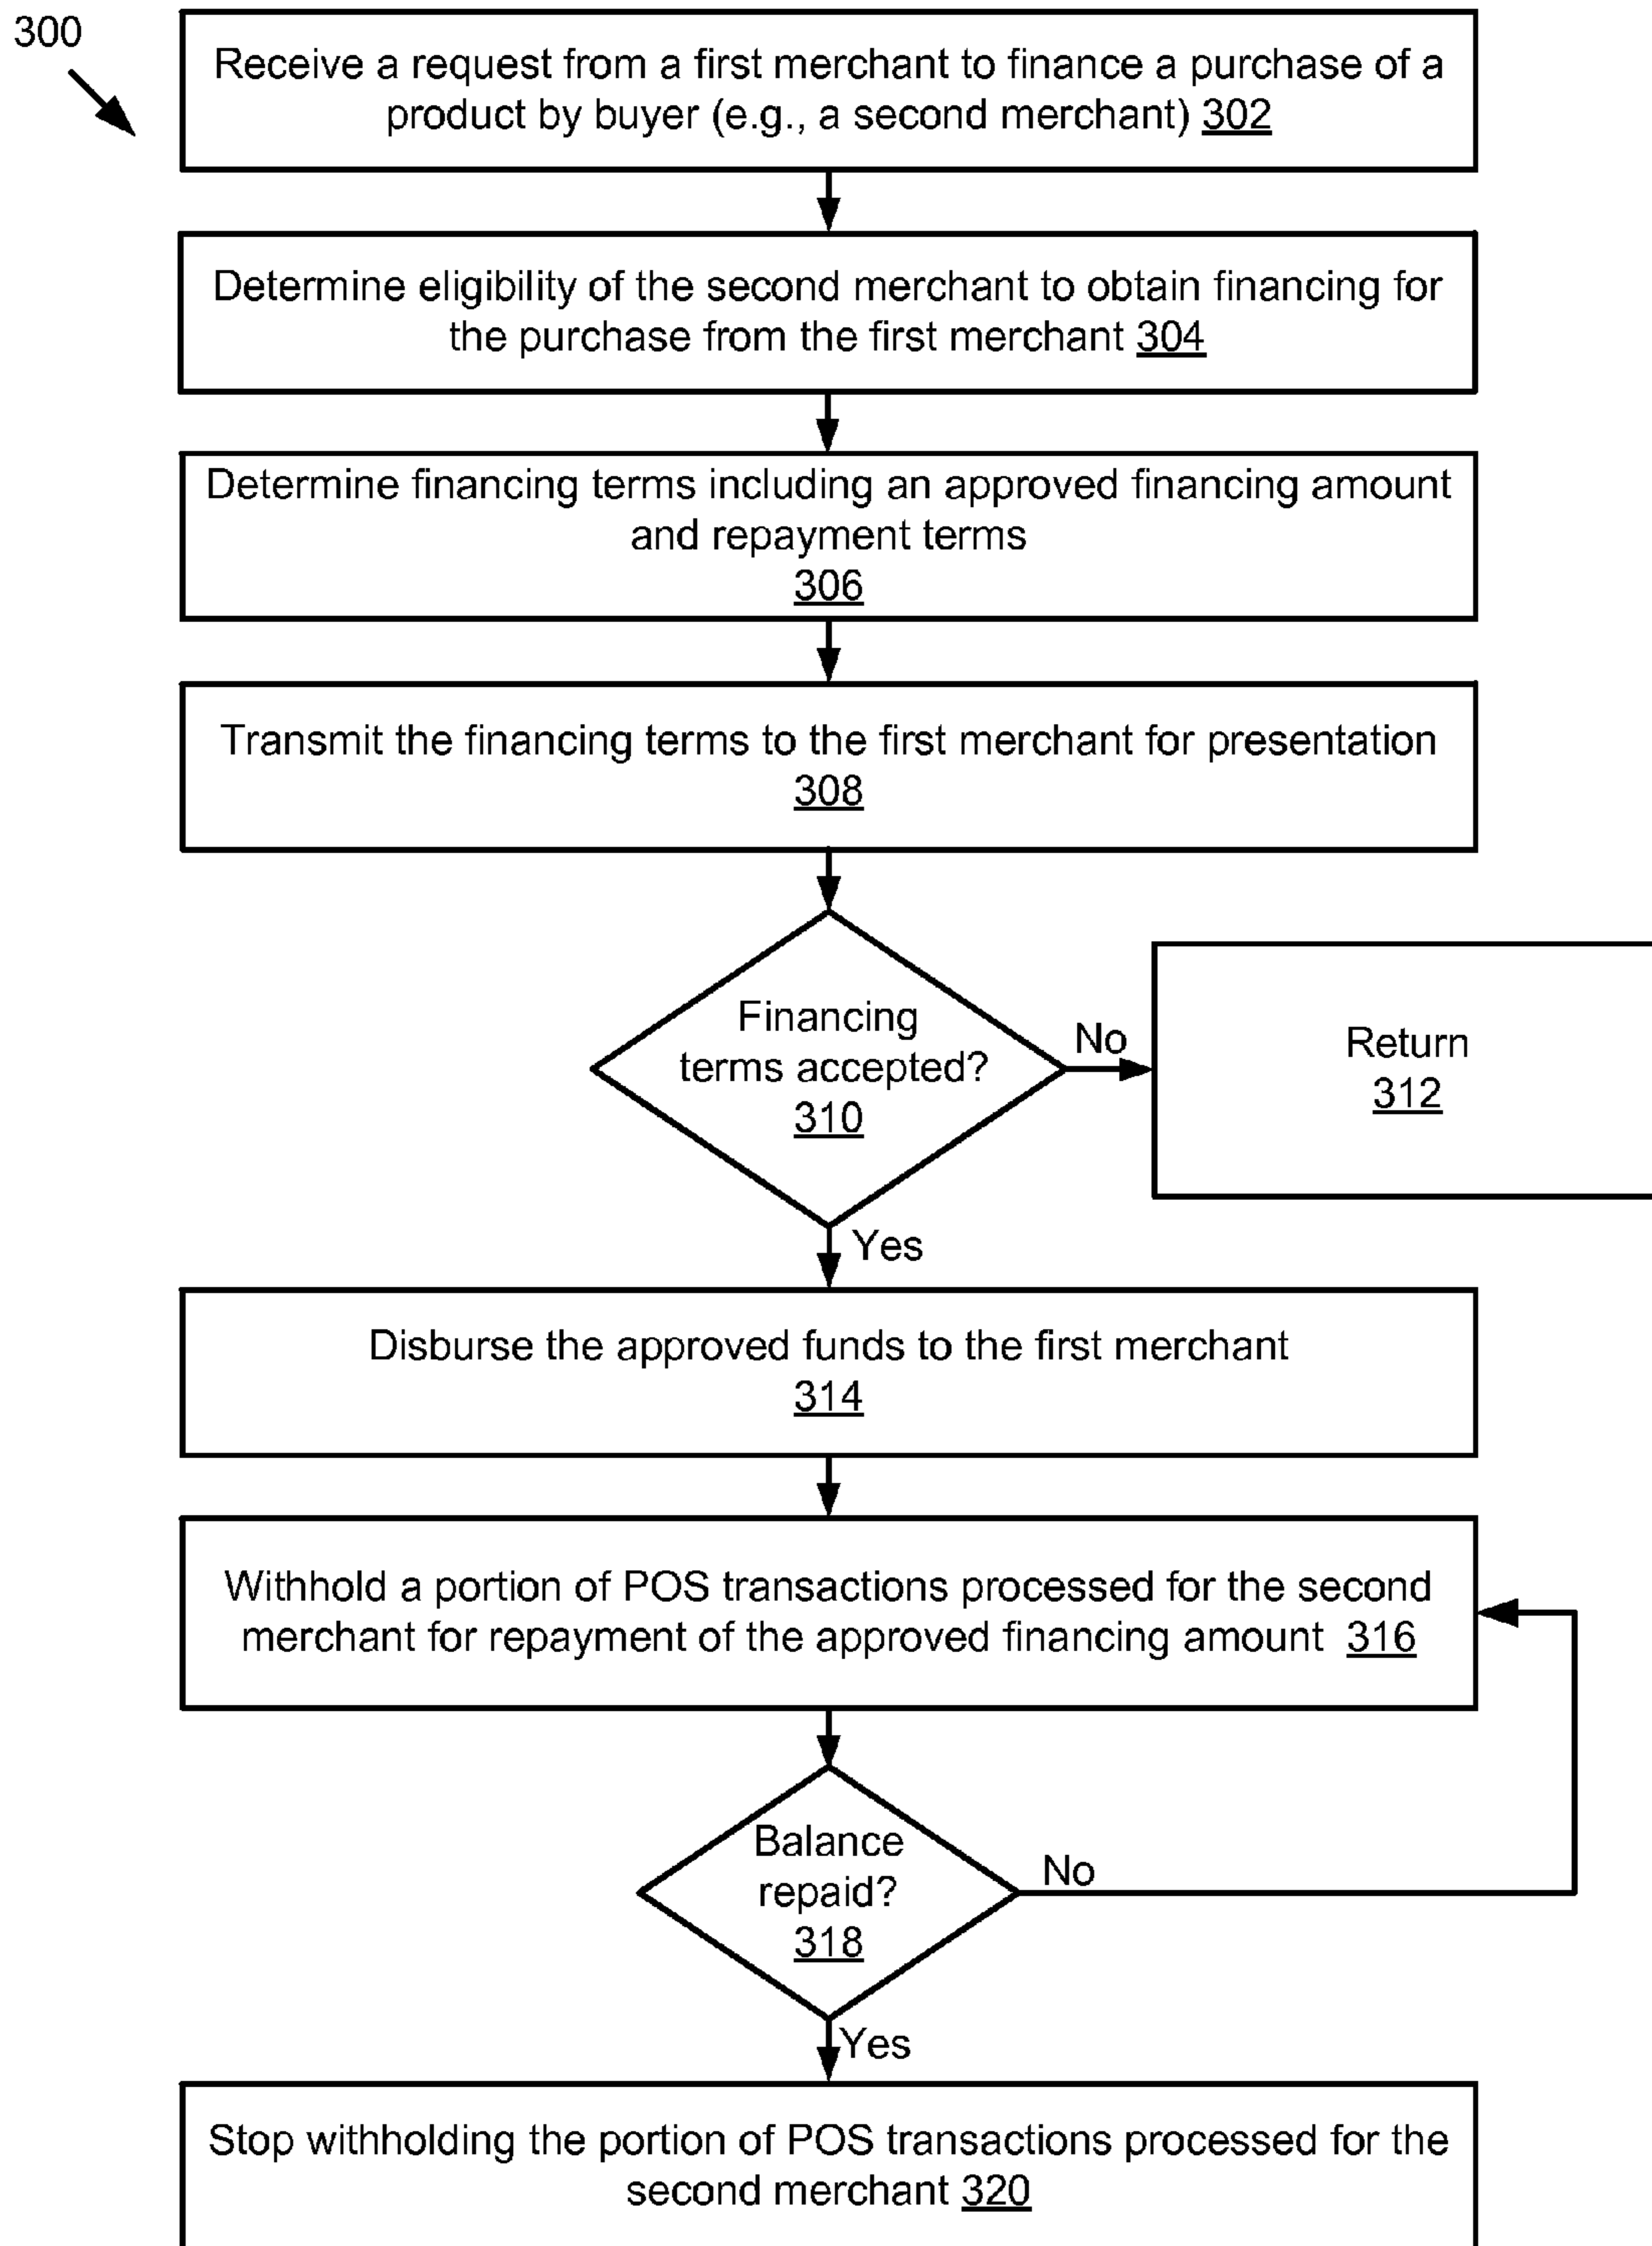 300
Receive a request from a first merchant to finance a purchase of a
product by buyer (e.g., a second merchant) 302
Determine eligibility of the second merchant to obtain financing for
the purchase from the first merchant 304
Determine financing terms including an approved financing amount
and repayment terms
306
Transmit the financing terms to the first merchant for presentation
308
Financing
terms accepted?
310
No
Return
312
Yes
Disburse the approved funds to the first merchant
314
Withhold a portion of POS transactions processed for the second
merchant for repayment of the approved financing amount 316
Balance
repaid?
318
No
Yes
Stop withholding the portion of POS transactions processed for the
second merchant 320